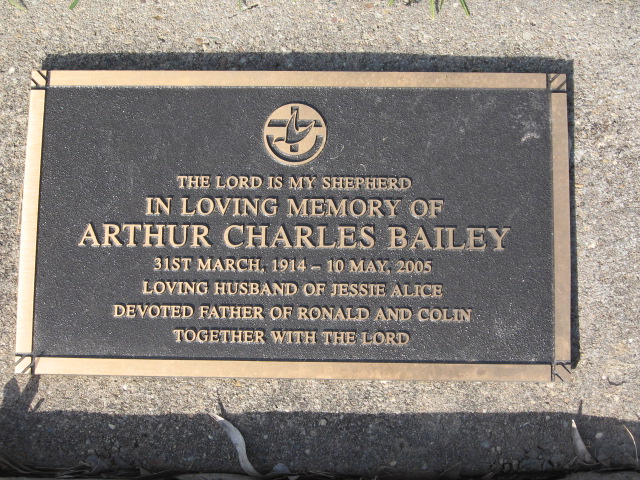 THE LORD IS MY SHEPHERD
IN LOVING MEMORY OF
ARTHUR CHARLES BAILEY
31ST MARCH, 1914 – 10 MAY, 2005
LOVING HUSBAND OF JESSIE ALICE
DEVOTED FATHER OF RONALD AND COLIN
TOGETHER WITH THE LORD